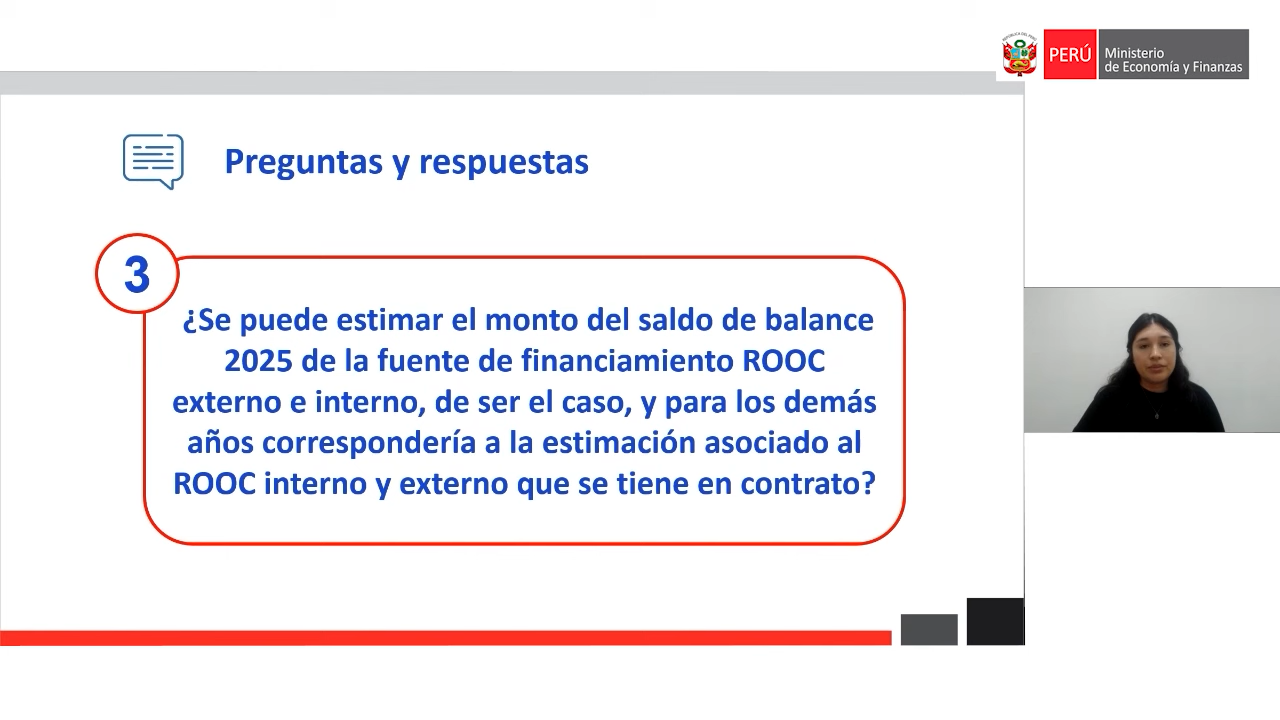 PERÚ
Ministerio
de Economía y Finanzas
Preguntas y respuestas
3
¿Se puede estimar el monto del saldo de balance
2025 de la fuente de financiamiento ROOC
externo e interno, de ser el caso, y para los demás
años correspondería a la estimación asociado al
ROOC interno y externo que se tiene en contrato?